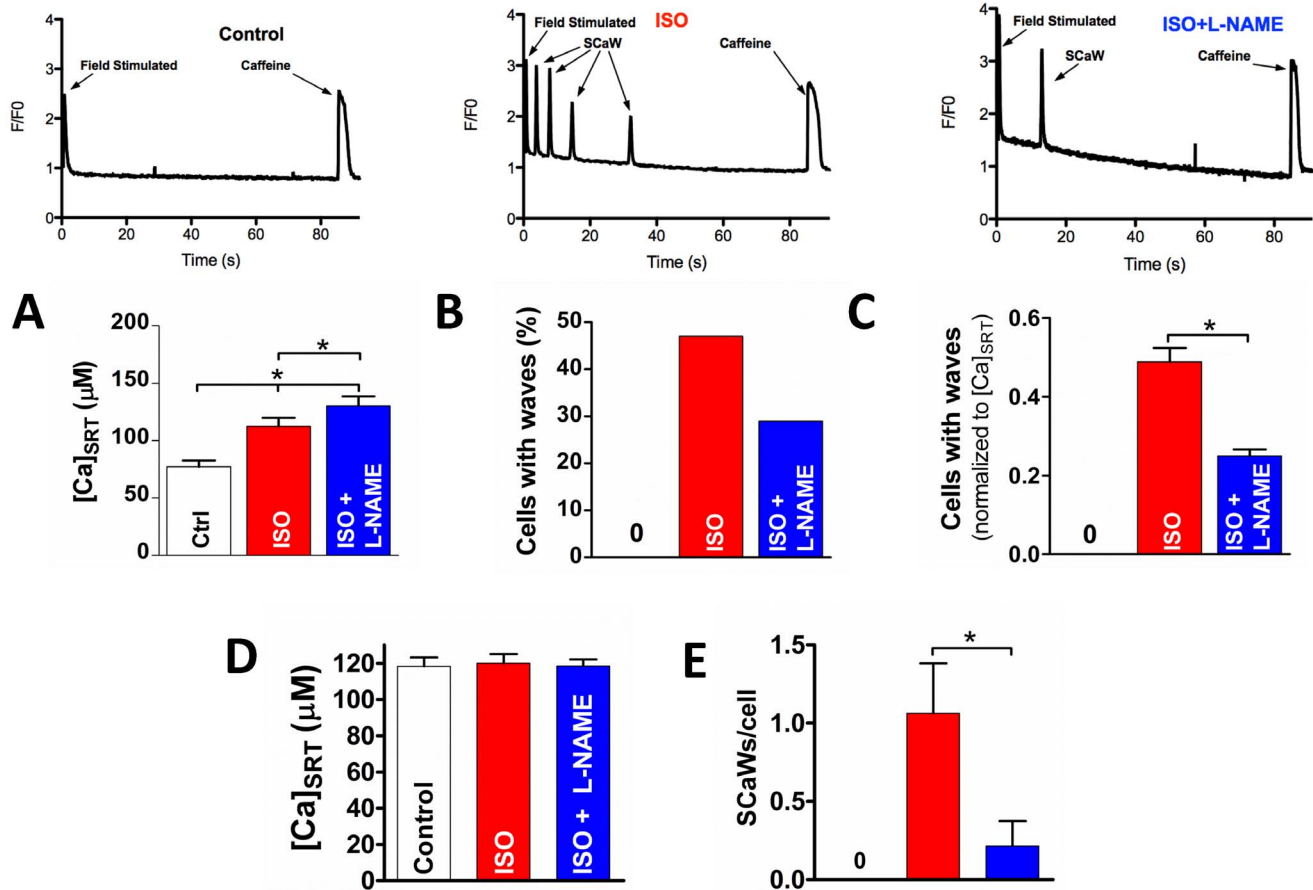 Control
Field Stimulated
Caffeine
F/F0
4
3
2
1
0
0
20
40
60
80
Time (s)
ISO
Field Stimulated
SCaW
Caffeine
F/F0
4
3
2
1
0
0
20
40
60
80
Time (s)
ISO+L-NAME
Field Stimulated
SCaW
Caffeine
F/F0
4
3
2
1
0
0
20
40
60
80
Time (s)
A
[Ca]SRT (μM)
200
150
100
50
0
*
*
Ctrl
ISO
ISO +
L-NAME
B
Cells with waves (%)
50
40
30
20
10
0
0
ISO
ISO +
L-NAME
C
Cells with waves
(normalized to [Ca]SRT)
0.6
0.4
0.2
0.0
*
0
ISO
ISO +
L-NAME
D
[Ca]SRT (μM)
120
100
80
60
40
20
0
Control
ISO
ISO + L-NAME
E
SCaWs/cell
1.5
1.0
0.5
0.0
*
0